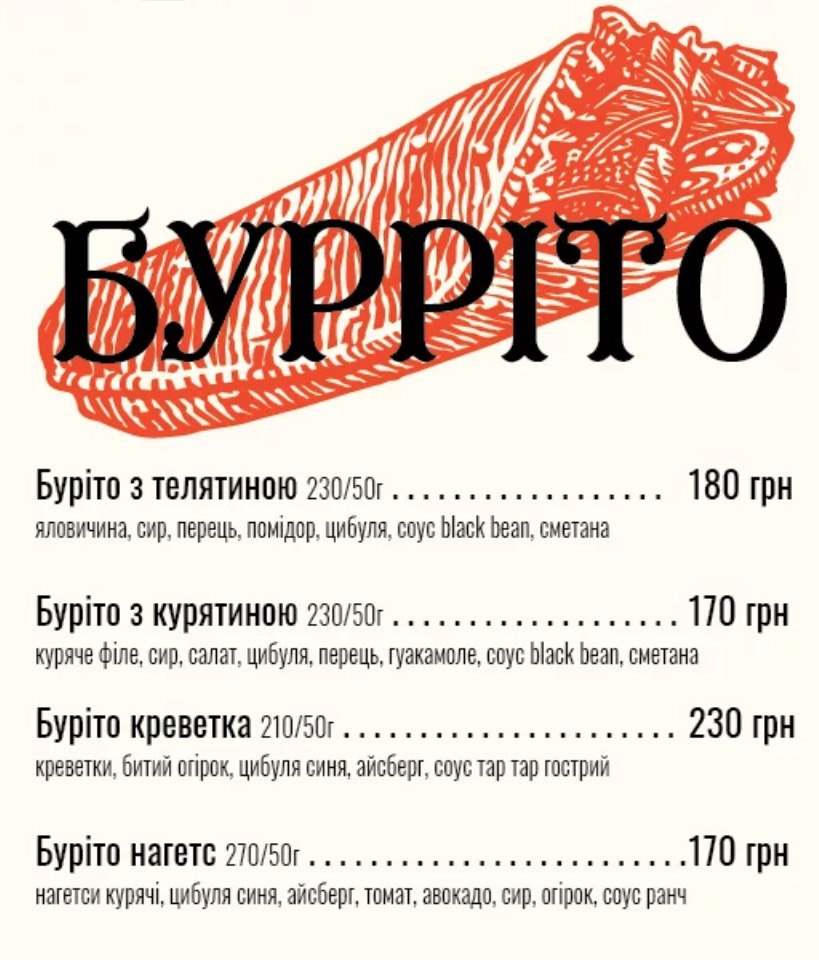 БУРРІТО
Буріто з телятиною 230/50г . . . . . . . . . . . . . . . . . . 180 грн
яловичина, сир, перець, помідор, цибуля, соус black bean, сметана
Буріто з курятиною 230/50г . . . . . . . . . . . . . . . . . . . 170 грн
куряче філе, сир, салат, цибуля, перець, гуакамоле, соус black bean, сметана
Буріто креветка 210/50г . . . . . . . . . . . . . . . . . . . . . . 230 грн
креветки, битий огірок, цибуля синя, айсберг, соус тар тар гострий
Буріто нагетс 270/50г . . . . . . . . . . . . . . . . . . . . . . . . .170 грн
нагетси курячі, цибуля синя, айсберг, томат, авокадо, сир, огірок, соус ранч